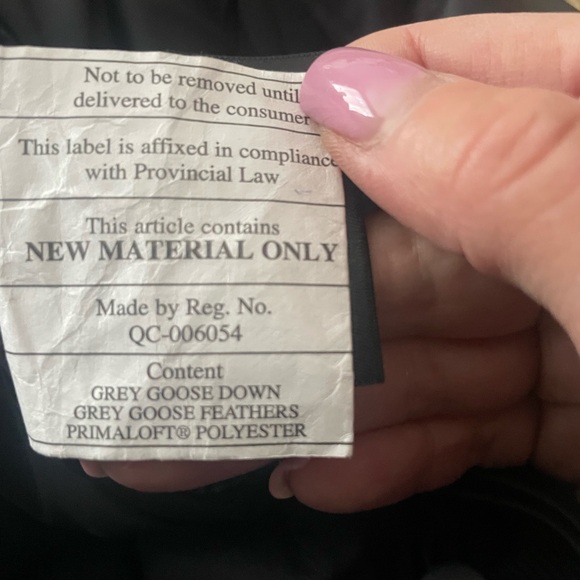 Not to be removed until
delivered to the consumer
This label is affixed in compliance
with Provincial Law
This article contains
NEW MATERIAL ONLY
Made by Reg. No.
QC-006054
Content
GREY GOOSE DOWN
GREY GOOSE FEATHERS
PRIMALOFT® POLYESTER